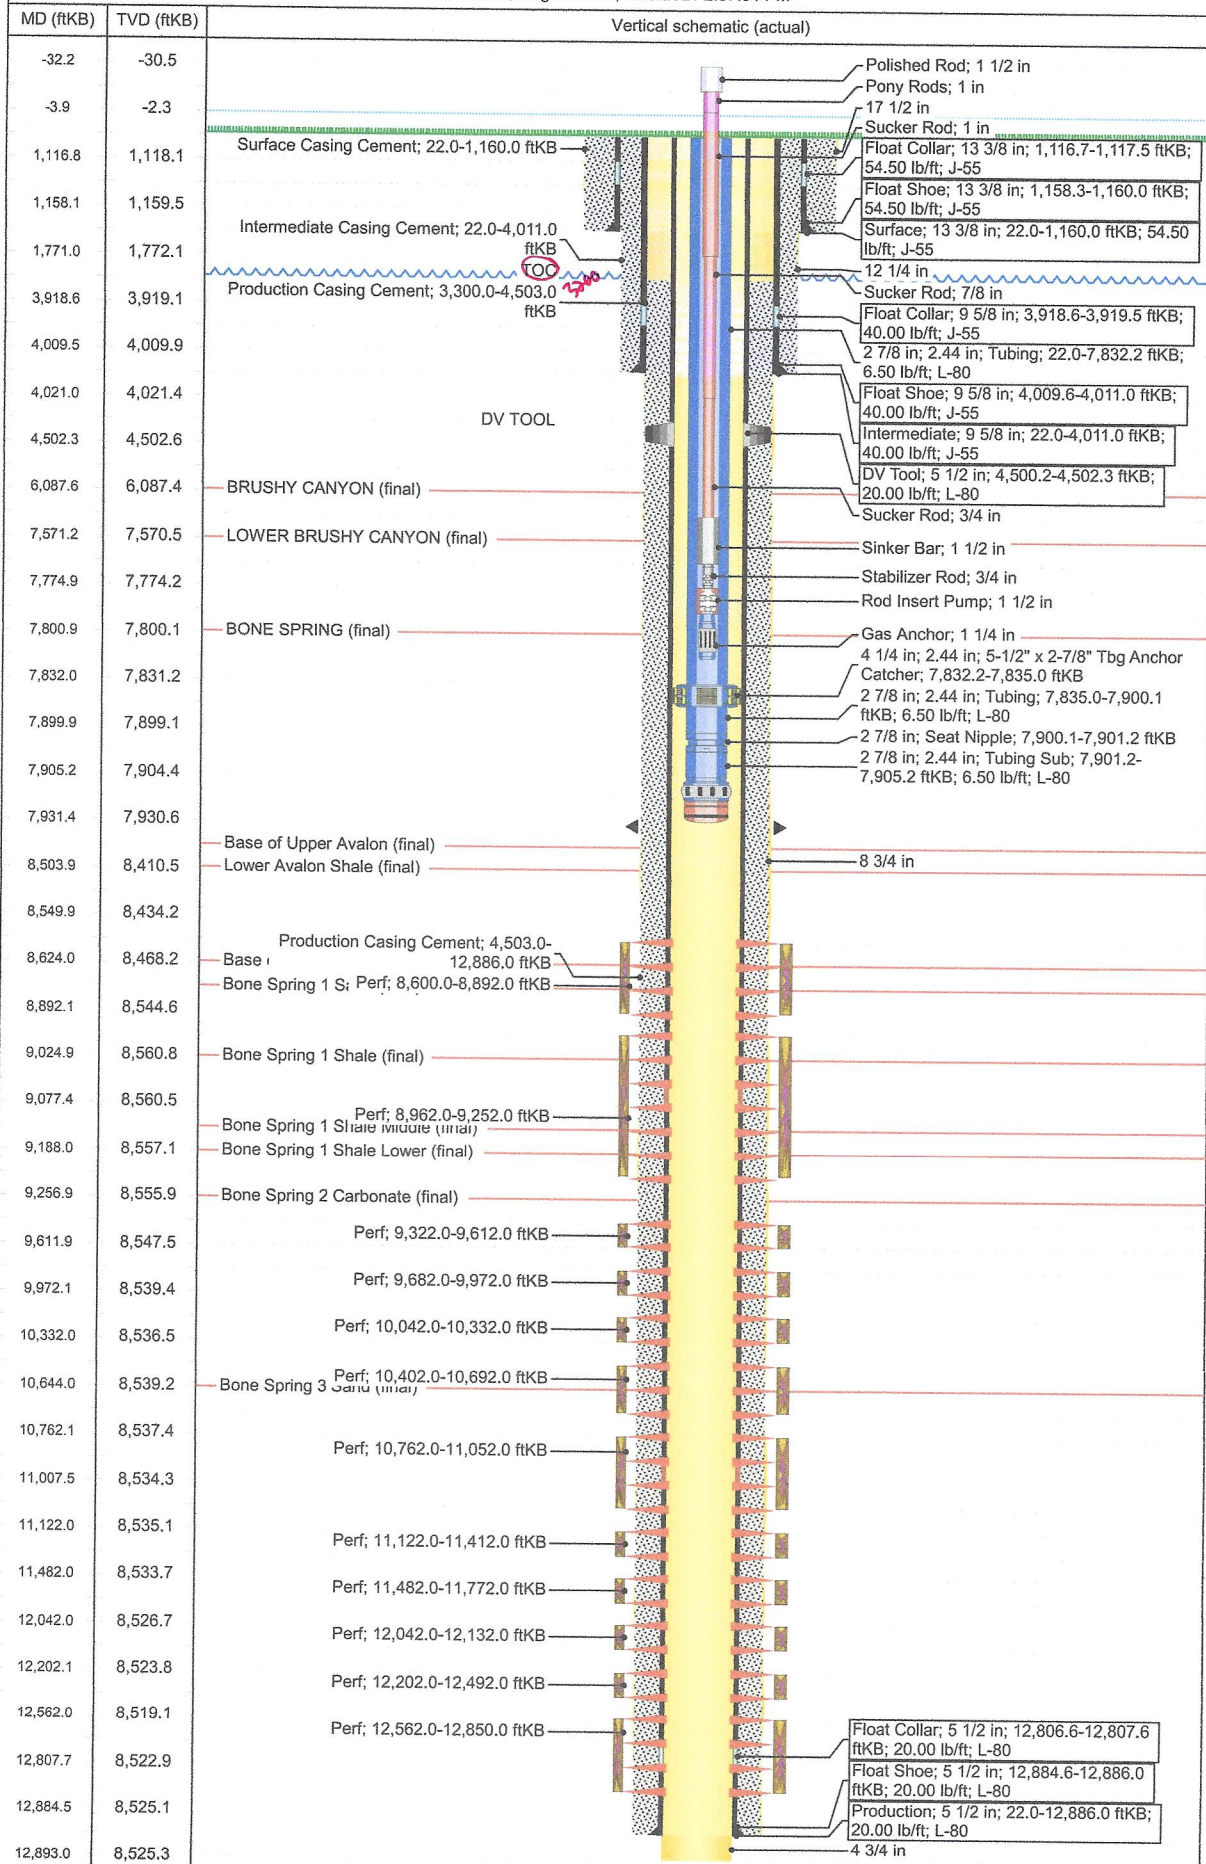 MD (ftKB) TVD (ftKB) Vertical schematic (actual)
-32.2 -30.5
-3.9 -2.3
1,116.8 1,118.1
1,158.1 1,159.5
1,771.0 1,772.1
3,918.6 3,919.1
4,009.5 4,009.9
4,021.0 4,021.4
4,502.3 4,502.6
6,087.6 6,087.4
7,571.2 7,570.5
7,774.9 7,774.2
7,800.9 7,800.1
7,832.0 7,831.2
7,899.9 7,899.1
7,905.2 7,904.4
7,931.4 7,930.6
8,503.9 8,410.5
8,549.9 8,434.2
8,624.0 8,468.2
8,892.1 8,544.6
9,024.9 8,560.8
9,077.4 8,560.5
9,188.0 8,557.1
9,256.9 8,555.9
9,611.9 8,547.5
9,972.1 8,539.4
10,332.0 8,536.5
10,644.0 8,539.2
10,762.1 8,537.4
11,007.5 8,534.3
11,122.0 8,535.1
11,482.0 8,533.7
12,042.0 8,526.7
12,202.1 8,523.8
12,562.0 8,519.1
12,807.7 8,522.9
12,884.5 8,525.1
12,893.0 8,525.3
Surface Casing Cement; 22.0-1,160.0 ftKB
Intermediate Casing Cement; 22.0-4,011.0
ftKB
TOC
Production Casing Cement; 3,300.0-4,503.0
ftKB
DV TOOL
BRUSHY CANYON (final)
LOWER BRUSHY CANYON (final)
BONE SPRING (final)
Base of Upper Avalon (final)
Lower Avalon Shale (final)
Production Casing Cement; 4,503.0-
12,886.0 ftKB
Base
Bone Spring 1 Perf; 8,600.0-8,892.0 ftKB
Bone Spring 1 Shale (final)
Perf; 8,962.0-9,252.0 ftKB
Bone Spring 1 Shale Middle (final)
Bone Spring 1 Shale Lower (final)
Bone Spring 2 Carbonate (final)
Perf; 9,322.0-9,612.0 ftKB
Perf; 9,682.0-9,972.0 ftKB
Perf; 10,042.0-10,332.0 ftKB
Perf; 10,402.0-10,692.0 ftKB
Bone Spring 3 Sand (final)
Perf; 10,762.0-11,052.0 ftKB
Perf; 11,122.0-11,412.0 ftKB
Perf; 11,482.0-11,772.0 ftKB
Perf; 12,042.0-12,132.0 ftKB
Perf; 12,202.0-12,492.0 ftKB
Perf; 12,562.0-12,850.0 ftKB
Polished Rod; 1 1/2 in
Pony Rods; 1 in
17 1/2 in
Sucker Rod; 1 in
Float Collar; 13 3/8 in; 1,116.7-1,117.5 ftKB;
54.50 lb/ft; J-55
Float Shoe; 13 3/8 in; 1,158.3-1,160.0 ftKB;
54.50 lb/ft; J-55
Surface; 13 3/8 in; 22.0-1,160.0 ftKB; 54.50
lb/ft; J-55
12 1/4 in
Sucker Rod; 7/8 in
Float Collar; 9 5/8 in; 3,918.6-3,919.5 ftKB;
40.00 lb/ft; J-55
2 7/8 in; 2.44 in; Tubing; 22.0-7,832.2 ftKB;
6.50 lb/ft; L-80
Float Shoe; 9 5/8 in; 4,009.6-4,011.0 ftKB;
40.00 lb/ft; J-55
Intermediate; 9 5/8 in; 22.0-4,011.0 ftKB;
40.00 lb/ft; J-55
DV Tool; 5 1/2 in; 4,500.2-4,502.3 ftKB;
20.00 lb/ft; L-80
Sucker Rod; 3/4 in
Sinker Bar; 1 1/2 in
Stabilizer Rod; 3/4 in
Rod Insert Pump; 1 1/2 in
Gas Anchor; 1 1/4 in
4 1/4 in; 2.44 in; 5-1/2" x 2-7/8" Tbg Anchor
Catcher; 7,832.2-7,835.0 ftKB
2 7/8 in; 2.44 in; Tubing; 7,835.0-7,900.1
ftKB; 6.50 lb/ft; L-80
2 7/8 in; Seat Nipple; 7,900.1-7,901.2 ftKB
2 7/8 in; 2.44 in; Tubing Sub; 7,901.2-
7,905.2 ftKB; 6.50 lb/ft; L-80
8 3/4 in
Float Collar; 5 1/2 in; 12,806.6-12,807.6
ftKB; 20.00 lb/ft; L-80
Float Shoe; 5 1/2 in; 12,884.6-12,886.0
ftKB; 20.00 lb/ft; L-80
Production; 5 1/2 in; 22.0-12,886.0 ftKB;
20.00 lb/ft; L-80
4 3/4 in